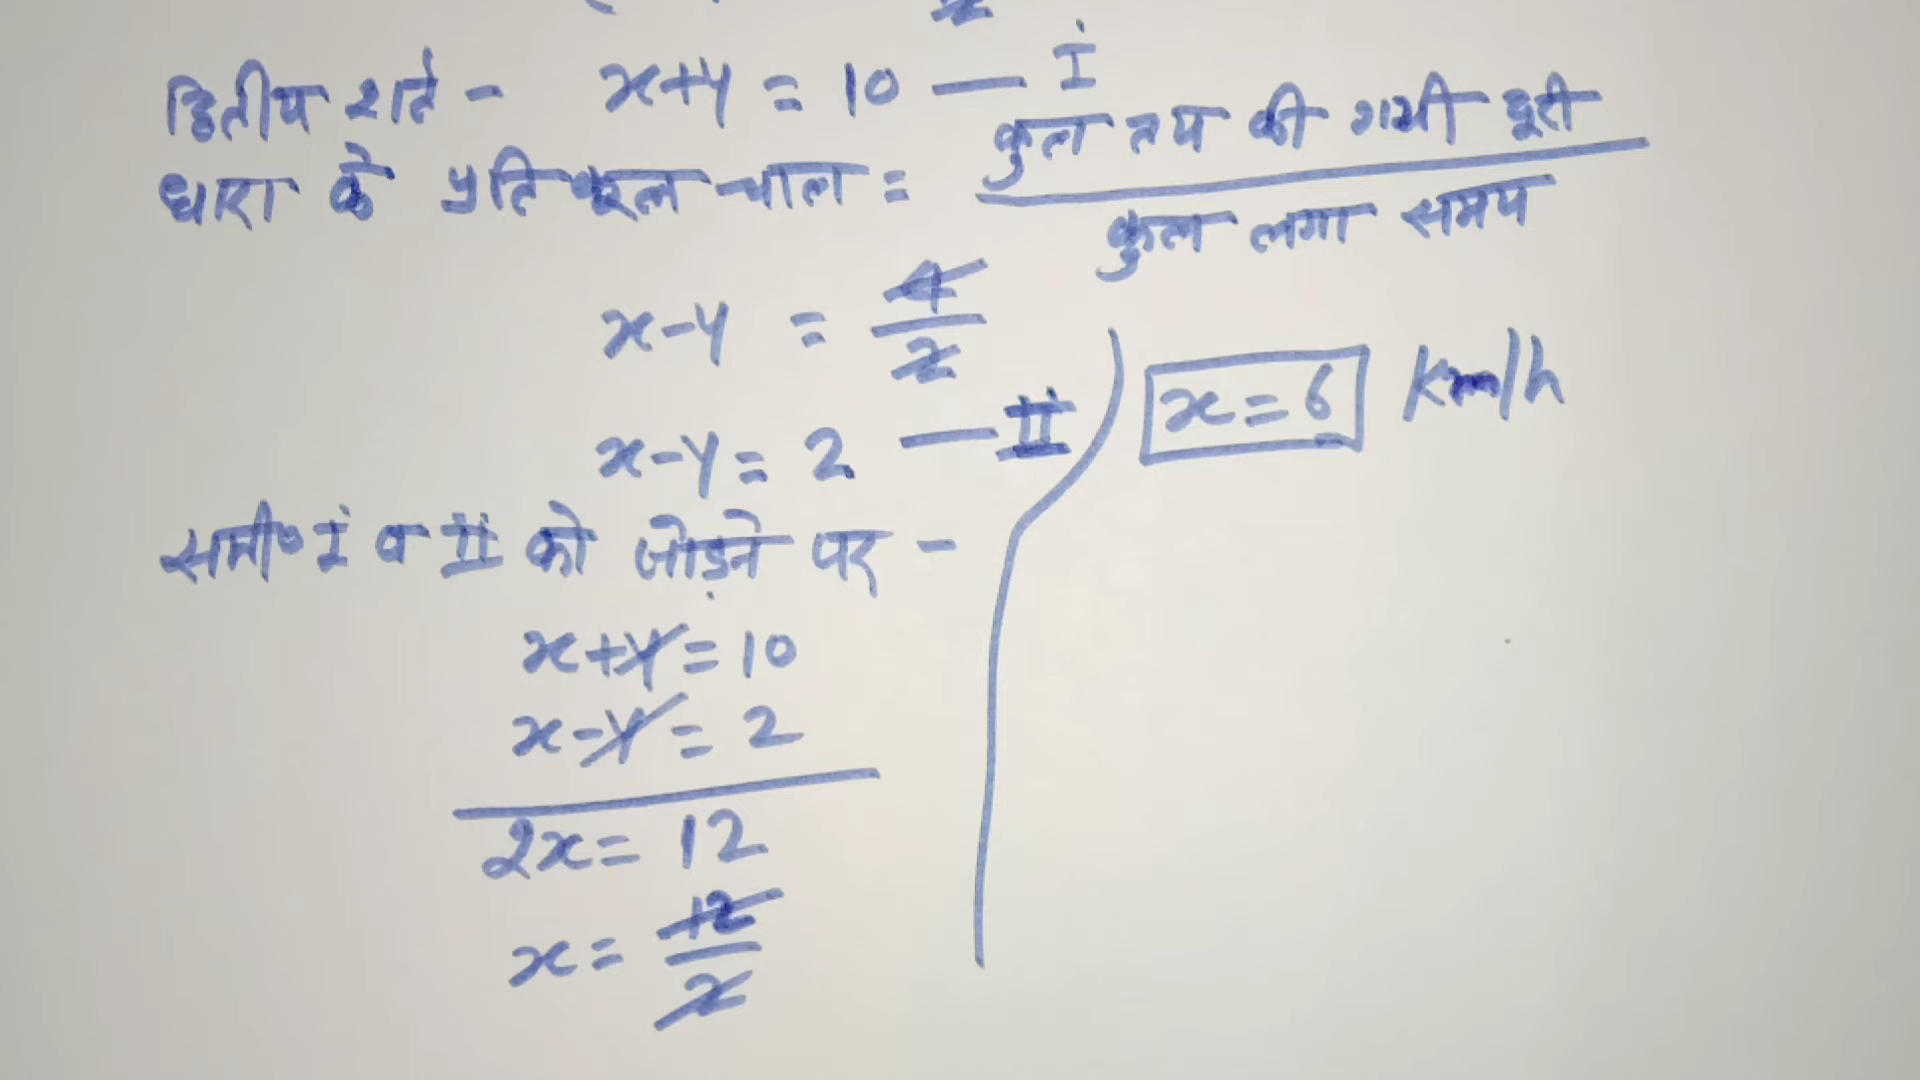 x+y = 10 — I
द्वितीय शर्त -
धारा के प्रतिकूल चाल = कुल तय की गयी दूरी / कुल लगा समय
x-y = 4/2
x-y = 2 — II
समी० I व II को जोड़ने पर -
x+y = 10
x-y = 2
2x = 12
x = 12/2
x = 6 km/h